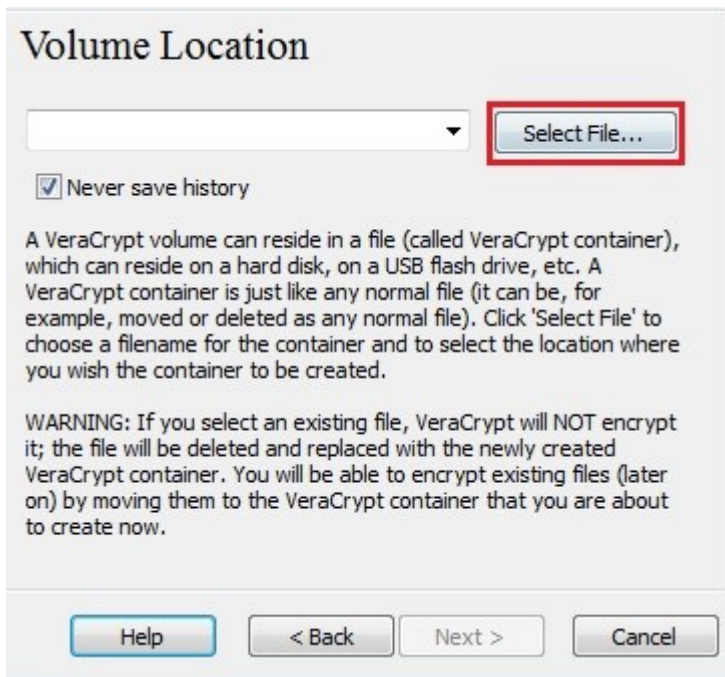 Volume Location
Select File...
Never save history
A VeraCrypt volume can reside in a file (called VeraCrypt container),
which can reside on a hard disk, on a USB flash drive, etc. A
VeraCrypt container is just like any normal file (it can be, for
example, moved or deleted as any normal file). Click 'Select File' to
choose a filename for the container and to select the location where
you wish the container to be created.
WARNING: If you select an existing file, VeraCrypt will NOT encrypt
it; the file will be deleted and replaced with the newly created
VeraCrypt container. You will be able to encrypt existing files (later
on) by moving them to the VeraCrypt container that you are about
to create now.
Help < Back Next > Cancel